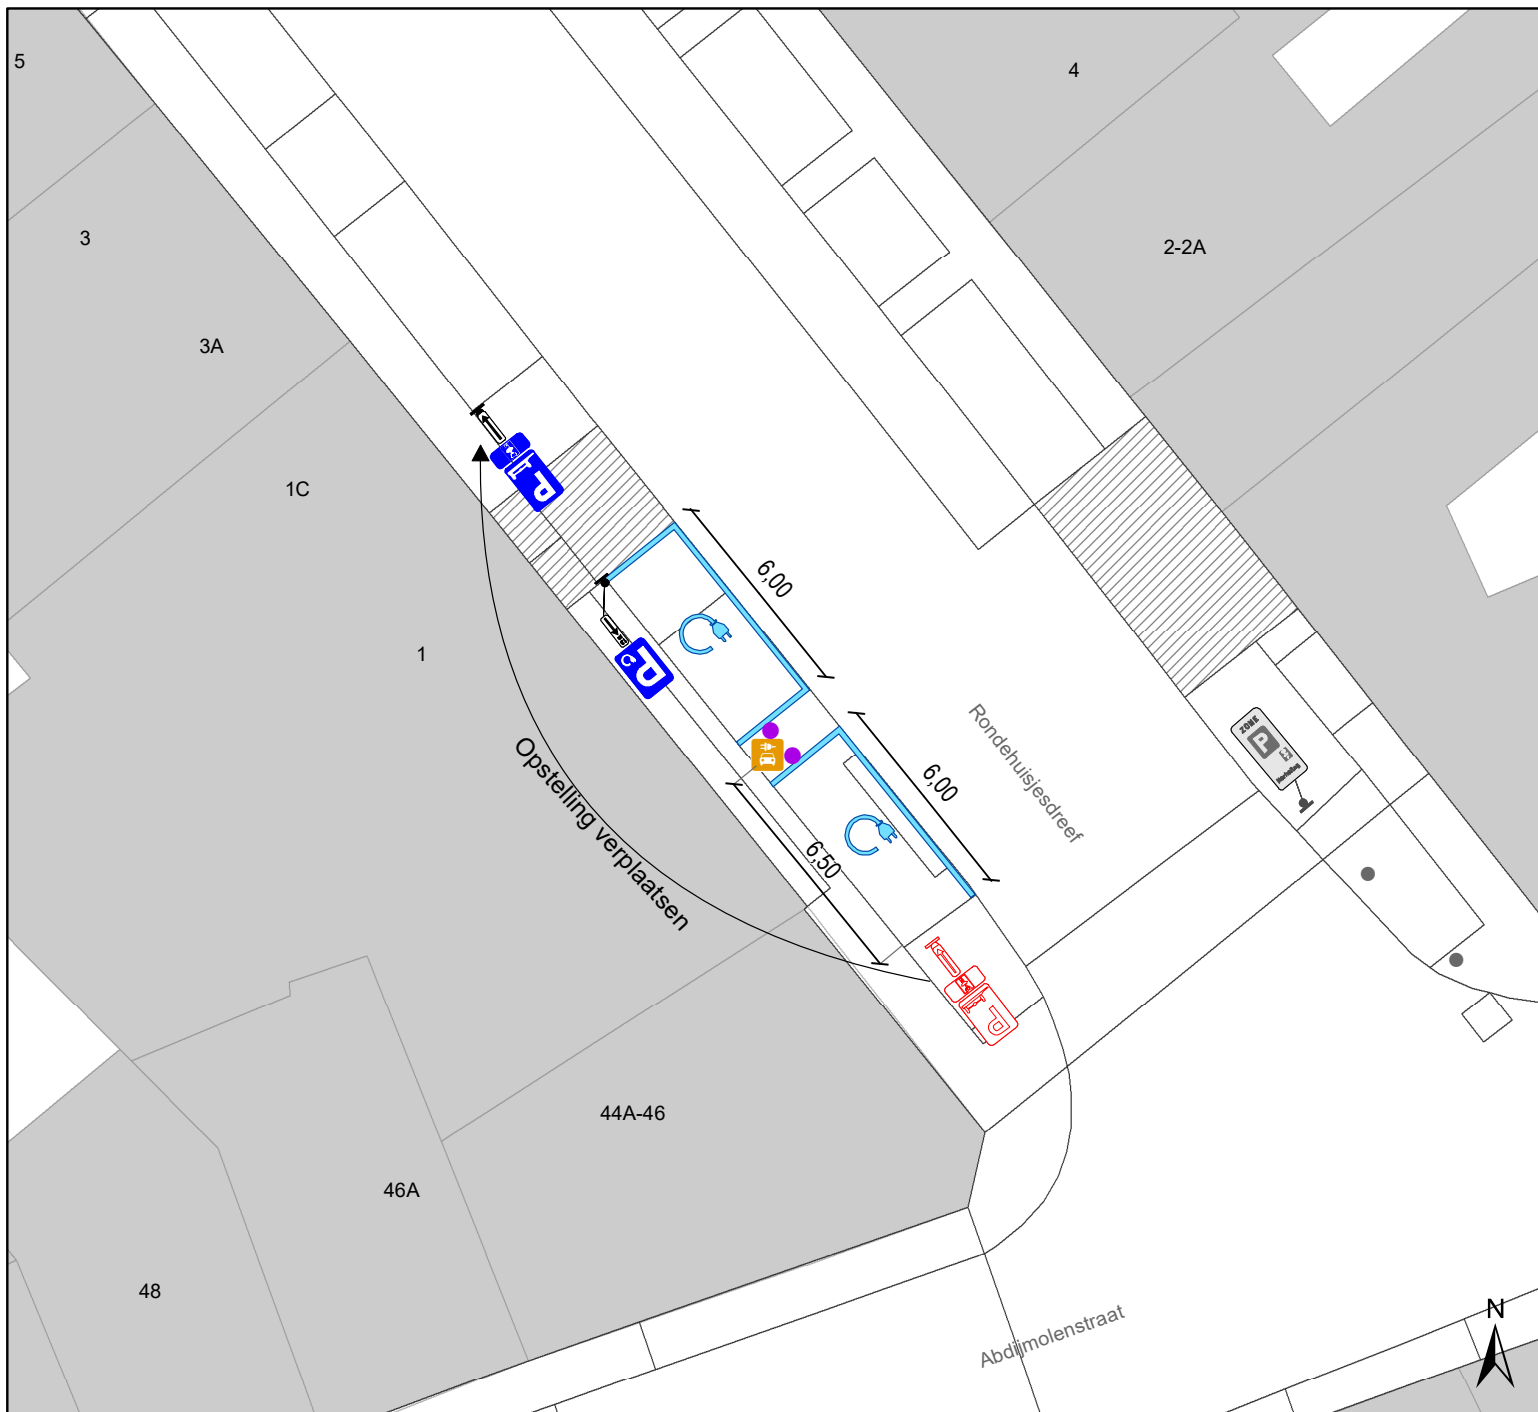 5
4
3
2-2A
3A
1C
6,00
1
P
P
Rondehuisjesdreef
ZONE
P
Opstelling verplaatsen
6,00
6,50
P
44A-46
46A
48
N
Abdijmolenstraat